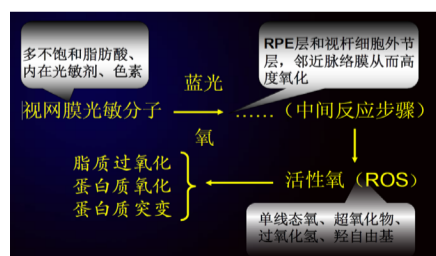 多不饱和脂肪酸、
内在光敏剂、色素
RPE层和视杆细胞外节
层，邻近脉络膜从而高
度氧化
蓝光
视网膜光敏分子
……（中间反应步骤）
氧
脂质过氧化
蛋白质氧化
蛋白质突变
活性氧（ROS）
单线态氧、超氧化物、
过氧化氢、羟自由基